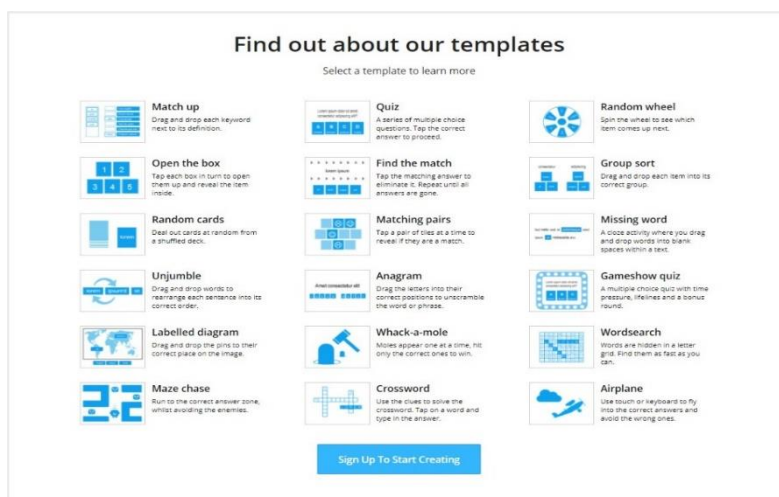 Find out about our templates
Select a template to learn more
Match up
Drag and drop each keyword
next to its definition.
Quiz
A series of multiple choice
questions. Tap the correct
answer to proceed.
Random wheel
Spin the wheel to see which
item comes up next.
Open the box
Tap each box in turn to open
them up and reveal the item
inside.
1 2
3 4 5
Find the match
Tap the matching answer to
eliminate it. Repeat until all
answers are gone.
Group sort
Drag and drop each item into its
correct group.
Random cards
Deal out cards at random from
a shuffled deck.
Matching pairs
Tap a pair of tiles at a time to
reveal if they are a match.
Missing word
A cloze activity where you drag
and drop words into blank
spaces within a text.
Unjumble
Drag and drop words to
rearrange each sentence into its
correct order.
Anagram
Drag the letters into their
correct positions to unscramble
the word or phrase.
Gameshow quiz
A multiple choice quiz with time
pressure, lifelines and a bonus
round.
Labelled diagram
Drag and drop the pins to their
correct place on the image.
Whack-a-mole
Moles appear one at a time, hit
only the correct ones to win.
Wordsearch
Words are hidden in a letter
grid. Find them as fast as you
can.
Maze chase
Run to the correct answer zone,
whilst avoiding the enemies.
Crossword
Use the clues to solve the
crossword. Tap on a word and
type in the answer.
Airplane
Use touch or keyboard to fly
into the correct answers and
avoid the wrong ones.
Sign Up To Start Creating